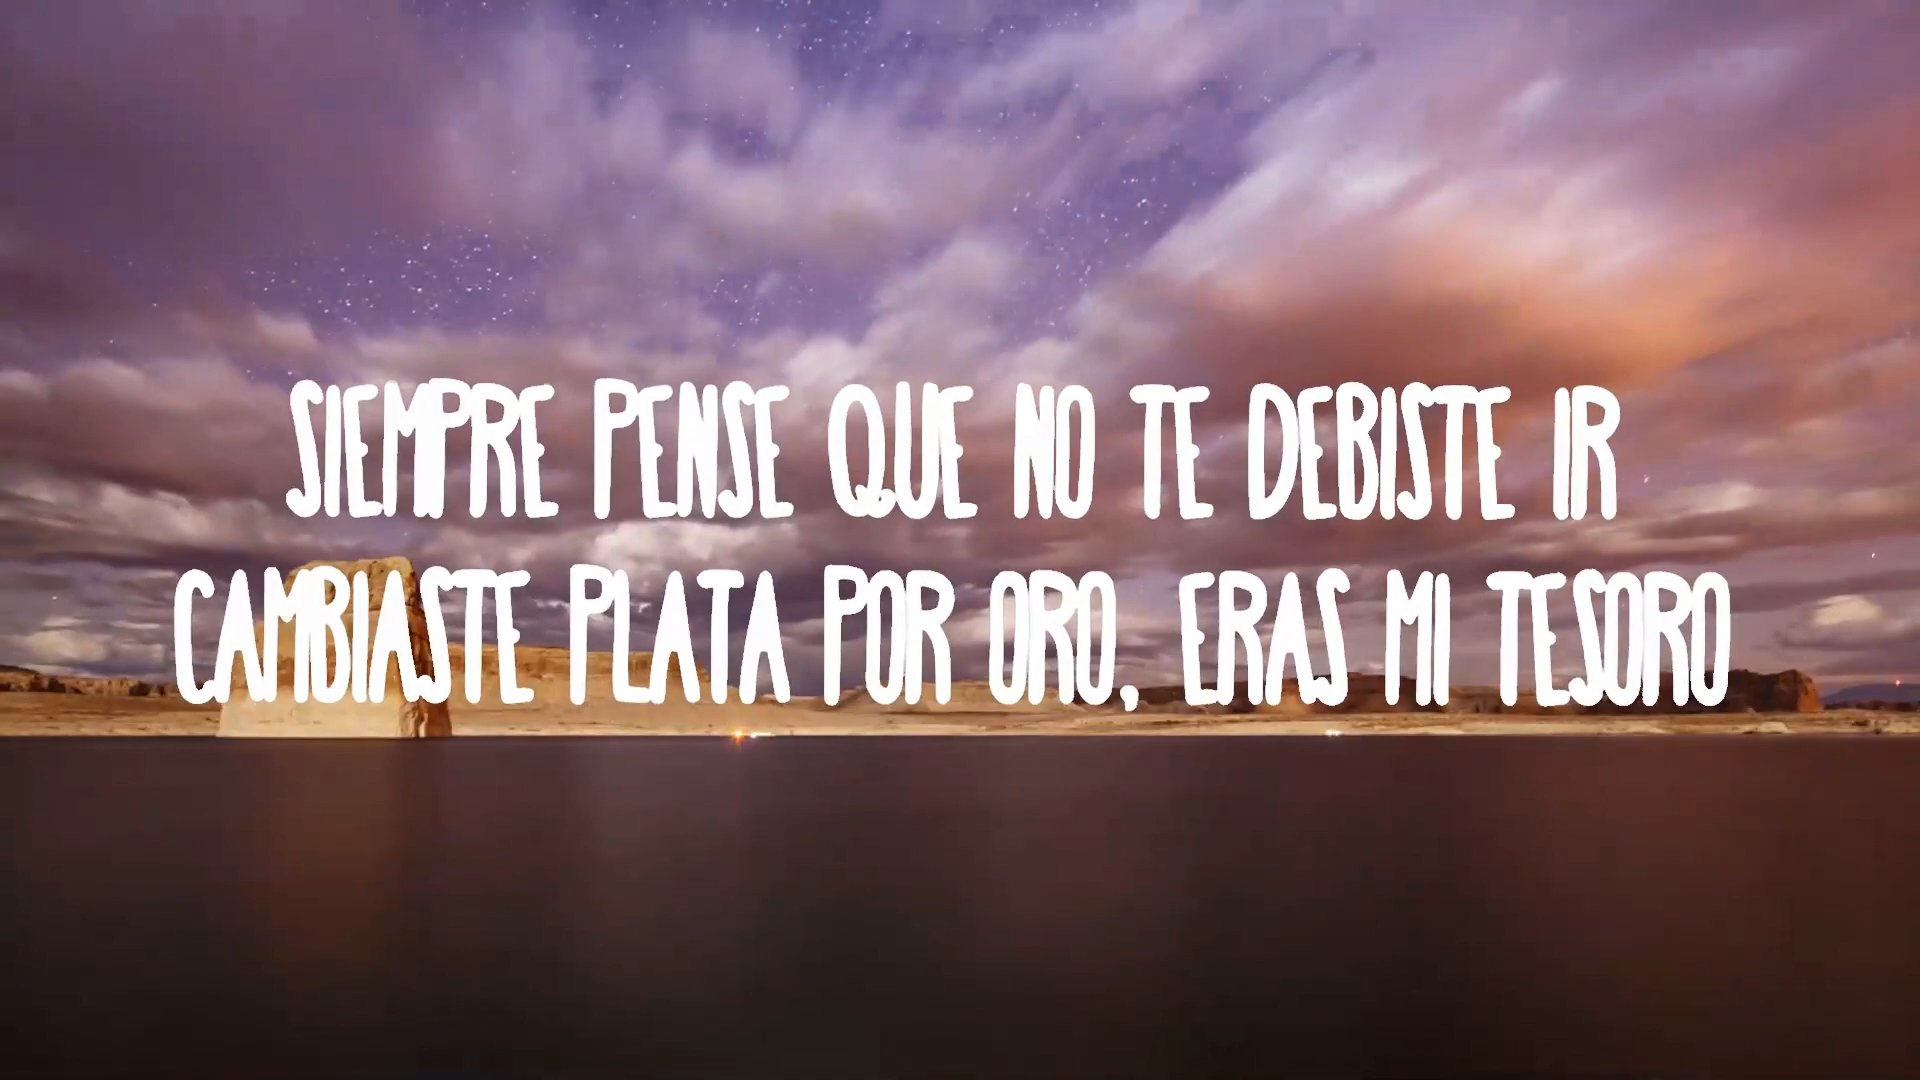 SIEMPRE PENSE QUE NO TE DEBISTE IR
CAMBIASTE PLATA POR ORO, ERAS MI TESORO